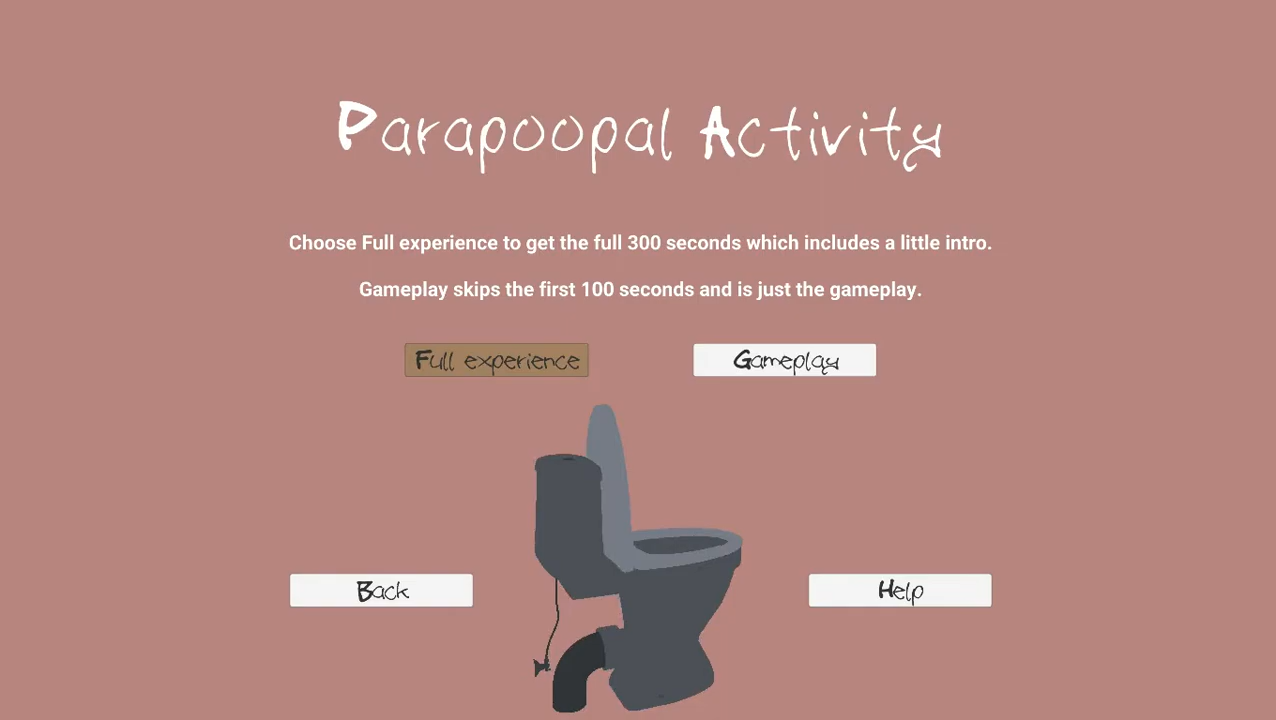 Parapoopal Activity
Choose Full experience to get the full 300 seconds which includes a little intro.
Gameplay skips the first 100 seconds and is just the gameplay.
Full experience
Gameplay
Back
Help